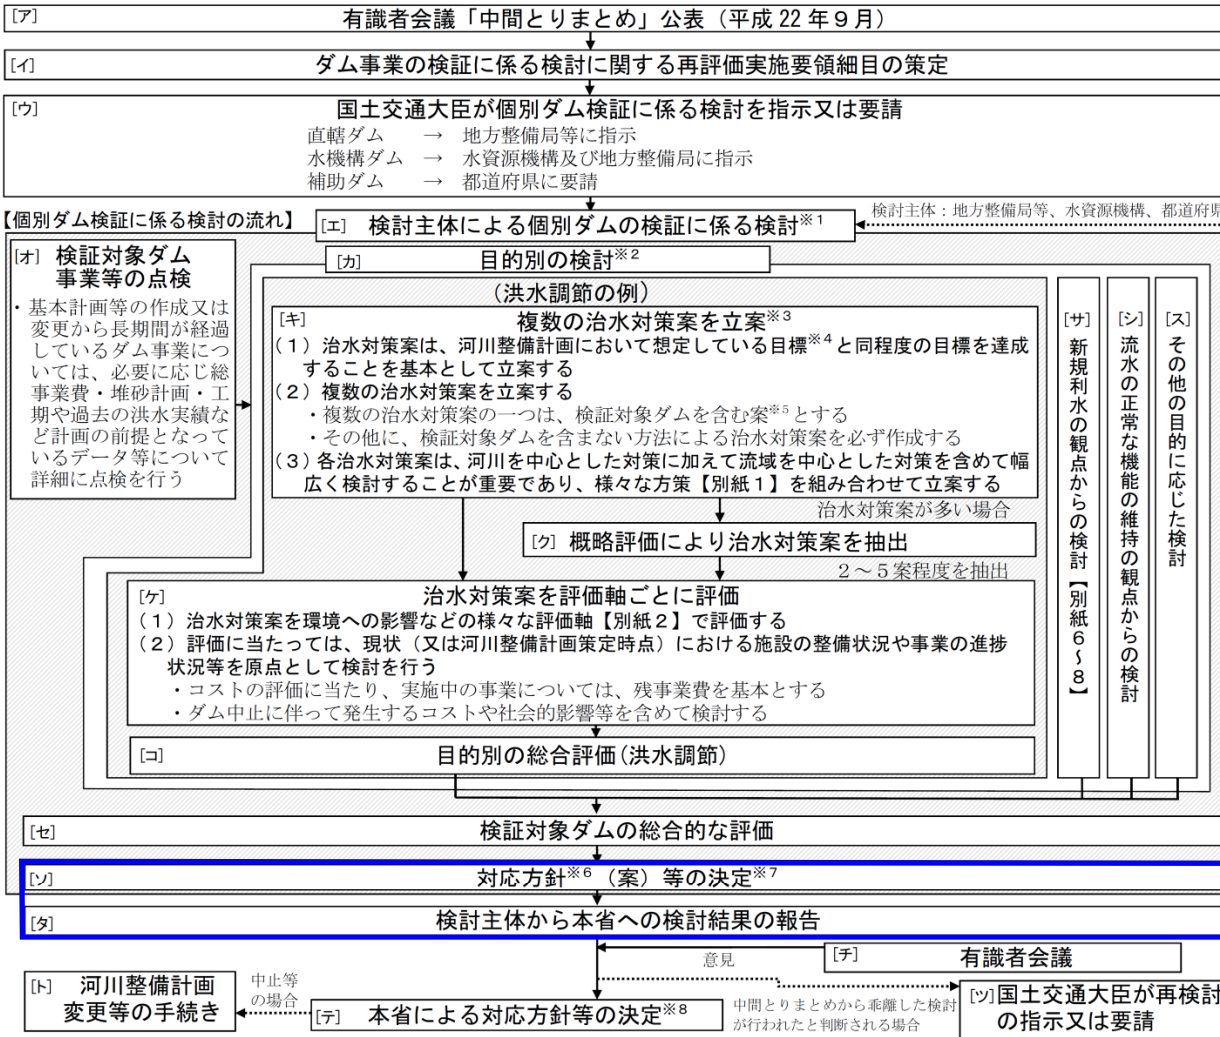 [ア] 有識者会議「中間とりまとめ」公表（平成22年９月）
[イ] ダム事業の検証に係る検討に関する再評価実施要領細目の策定
[ウ] 国土交通大臣が個別ダム検証に係る検討を指示又は要請
直轄ダム → 地方整備局等に指示
水機構ダム → 水資源機構及び地方整備局に指示
補助ダム → 都道府県に要請
【個別ダム検証に係る検討の流れ】
[エ] 検討主体による個別ダムの検証に係る検討※１
検討主体：地方整備局等、水資源機構、都道府県
[オ] 検証対象ダム
事業等の点検
・基本計画等の作成又は
変更から長期間が経過
しているダム事業につ
いては、必要に応じ総
事業費・堆砂計画・工
期や過去の洪水実績な
ど計画の前提となって
いるデータ等について
詳細に点検を行う
[カ] 目的別の検討※２
（洪水調節の例）
[キ] 複数の治水対策案を立案※３
（１）治水対策案は、河川整備計画において想定している目標※４と同程度の目標を達成
することを基本として立案する
（２）複数の治水対策案を立案する
・複数の治水対策案の一つは、検証対象ダムを含む案※５とする
・その他に、検証対象ダムを含まない方法による治水対策案を必ず作成する
（３）各治水対策案は、河川を中心とした対策に加えて流域を中心とした対策を含めて幅
広く検討することが重要であり、様々な方策【別紙１】を組み合わせて立案する
治水対策案が多い場合
[ク] 概略評価により治水対策案を抽出
２～５案程度を抽出
[ケ] 治水対策案を評価軸ごとに評価
（１）治水対策案を環境への影響などの様々な評価軸【別紙２】で評価する
（２）評価に当たっては、現状（又は河川整備計画策定時点）における施設の整備状況や事業の進捗
状況等を原点として検討を行う
・コストの評価に当たり、実施中の事業については、残事業費を基本とする
・ダム中止に伴って発生するコストや社会的影響等を含めて検討する
[コ] 目的別の総合評価（洪水調節）
[サ] 新規利水の観点からの検討【別紙６～８】
[シ] 流水の正常な機能の維持の観点からの検討
[ス] その他の目的に応じた検討
[セ] 検証対象ダムの総合的な評価
[ソ] 対応方針※６（案）等の決定※７
[タ] 検討主体から本省への検討結果の報告
[チ] 有識者会議
意見
[ツ] 国土交通大臣が再検討
の指示又は要請
中間とりまとめから乖離した検討
が行われたと判断される場合
[テ] 本省による対応方針等の決定※８
中止等
の場合
[ト] 河川整備計画
変更等の手続き